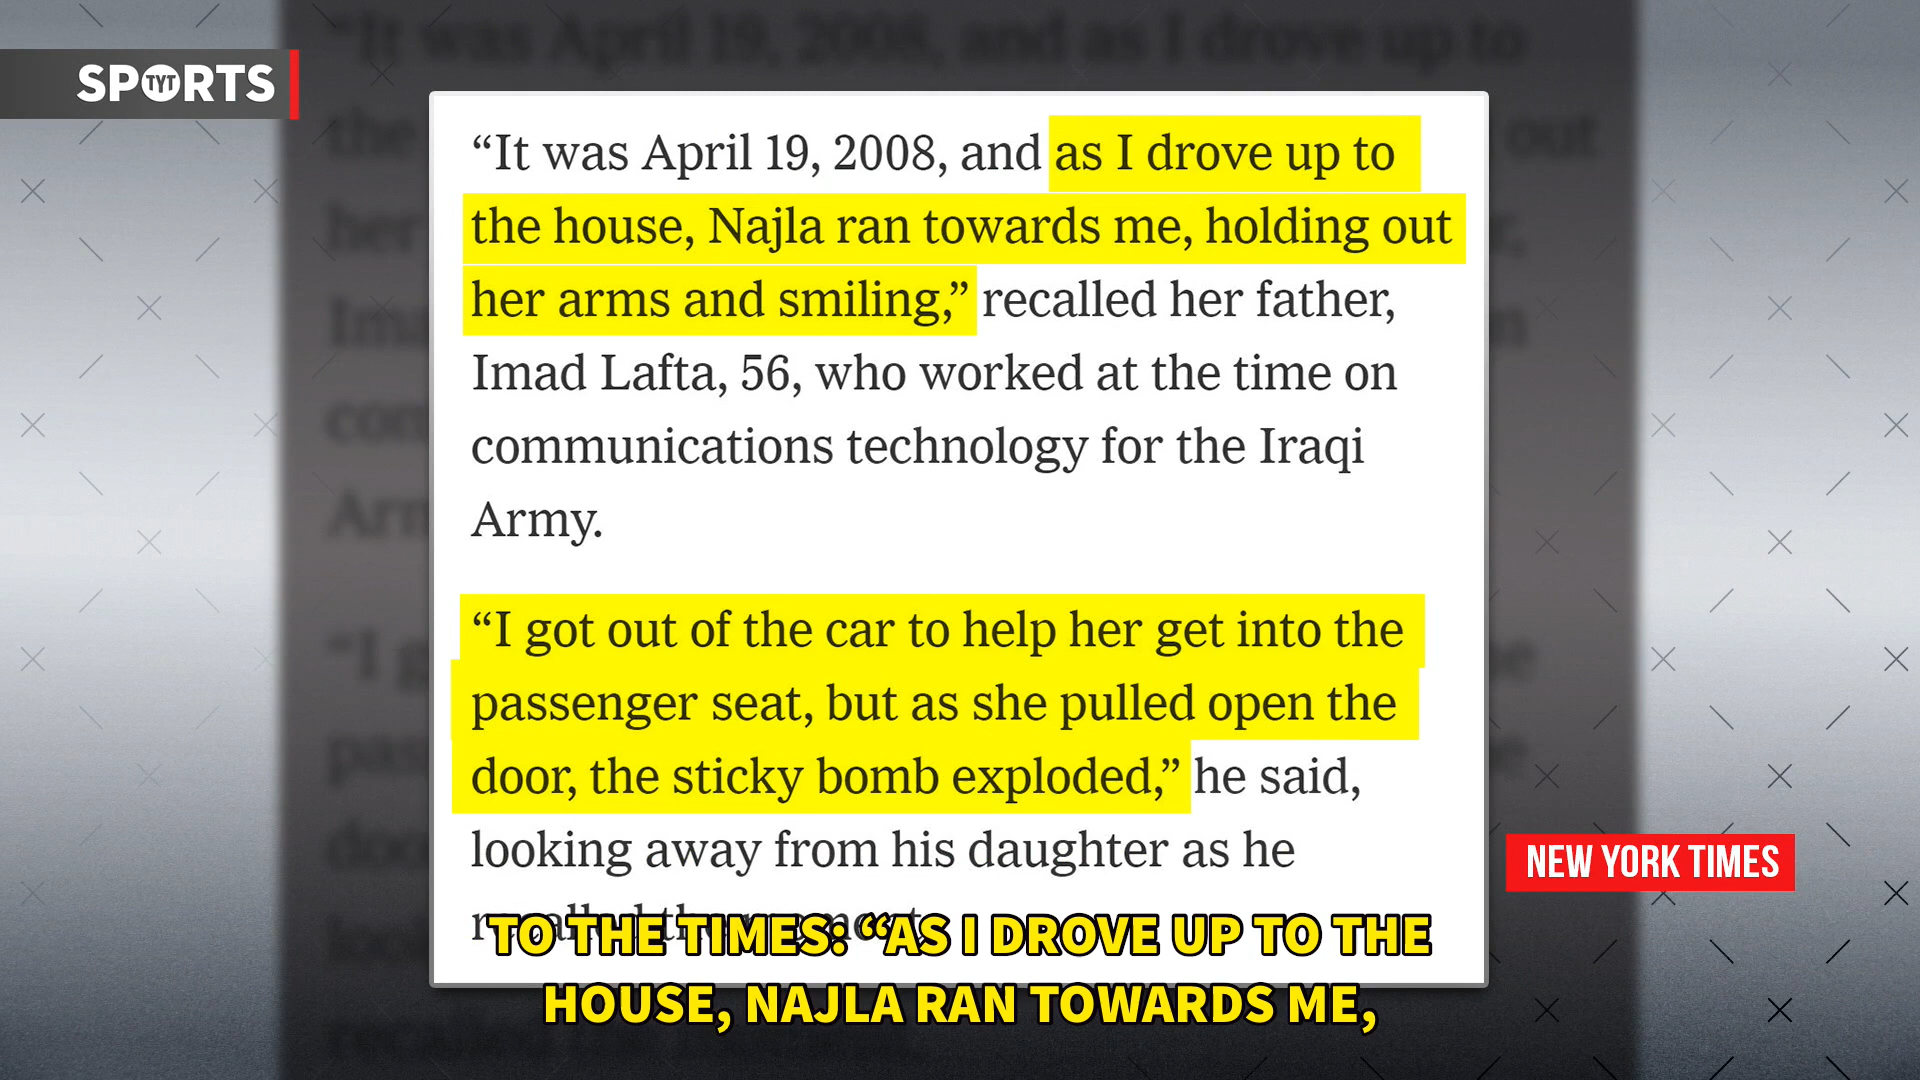 SPORTS
TYT
“It was April 19, 2008, and as I drove up to
the house, Najla ran towards me, holding out
her arms and smiling,” recalled her father,
Imad Lafta, 56, who worked at the time on
communications technology for the Iraqi
Army.
“I got out of the car to help her get into the
passenger seat, but as she pulled open the
door, the sticky bomb exploded,” he said,
looking away from his daughter as he
recalled the moment.
NEW YORK TIMES
TO THE TIMES: “AS I DROVE UP TO THE
HOUSE, NAJLA RAN TOWARDS ME,